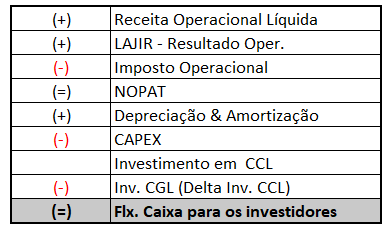 (+) Receita Operacional Líquida
(+) LAJIR - Resultado Oper.
(-) Imposto Operacional
(=) NOPAT
(+) Depreciação & Amortização
(-) CAPEX
Investimento em  CCL
(-) Inv. CGL (Delta Inv. CCL)
(=) Flx. Caixa para os investidores